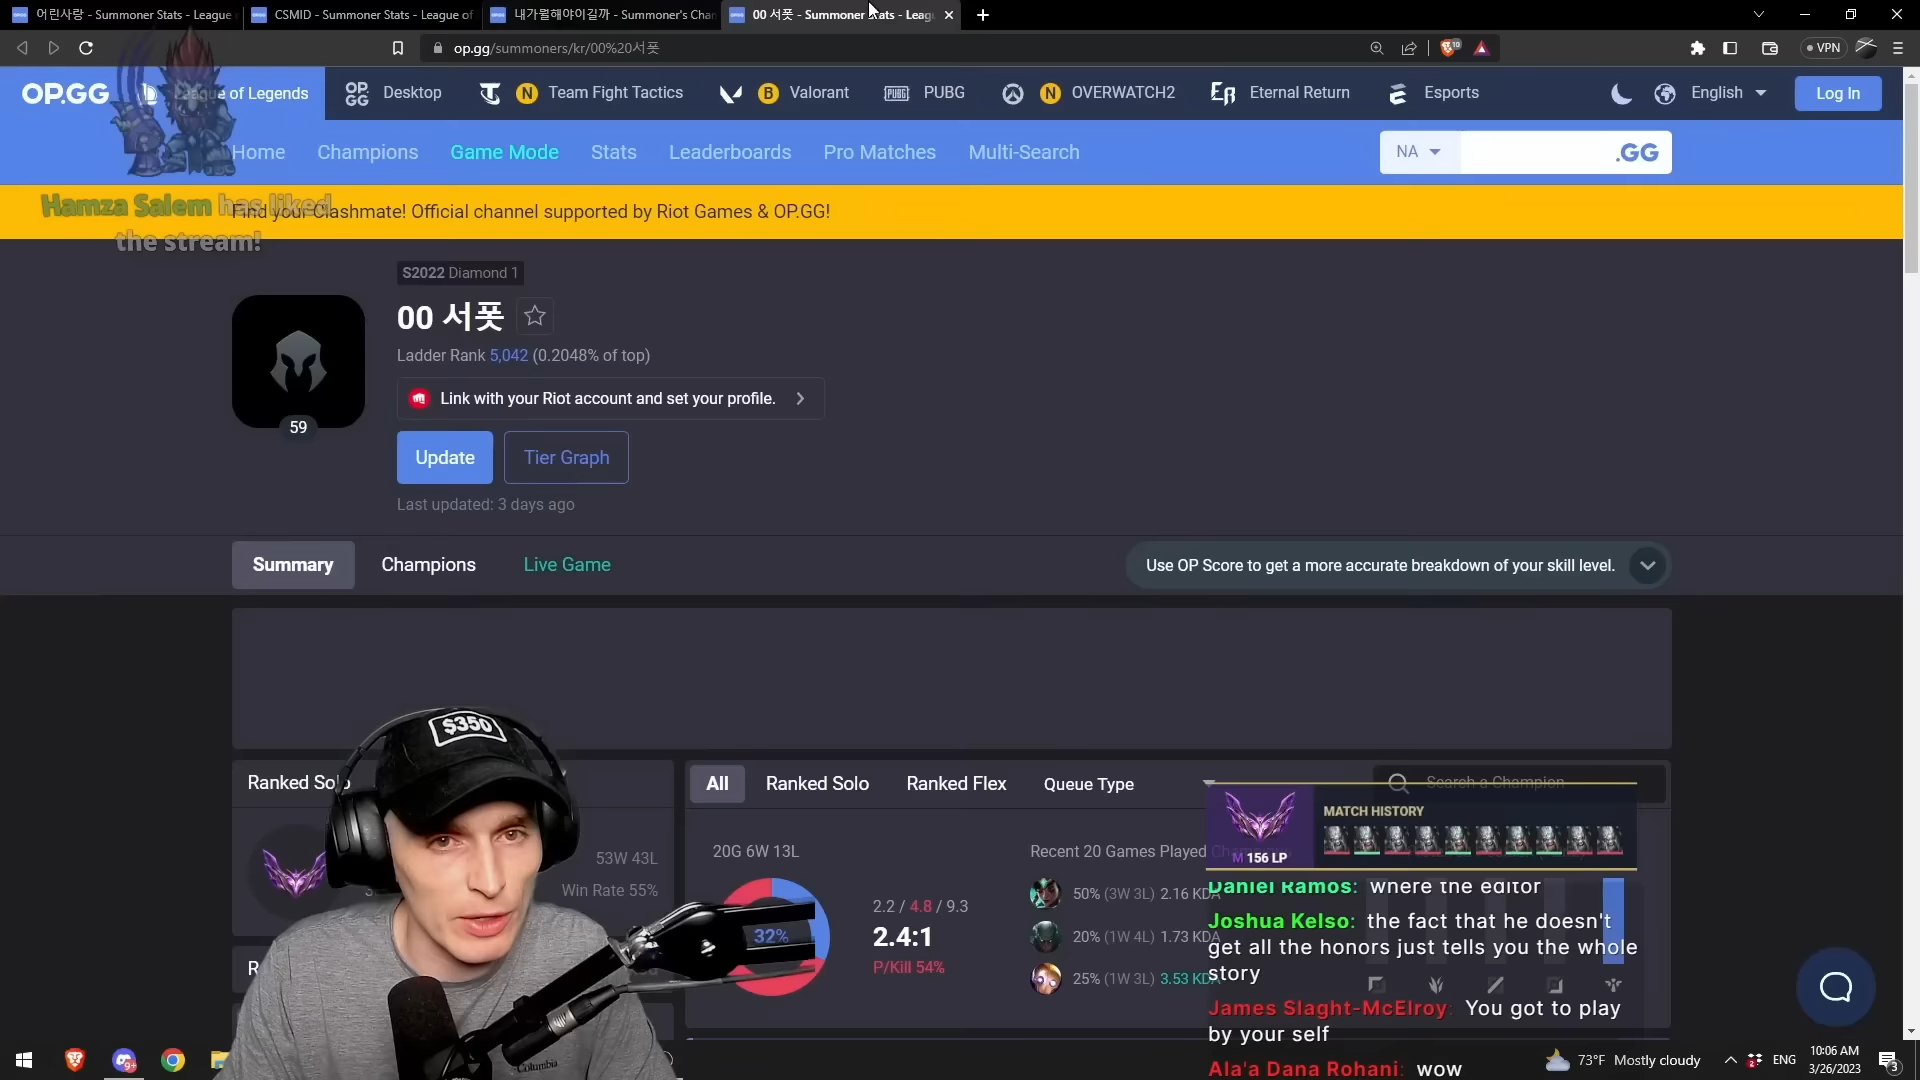 어린사랑 - Summoner Stats - League
CSMID - Summoner Stats - League of
내가뭘해야이길까 - Summoner's Chan
00 서폿 - Summoner Stats - Leag
op.gg/summoners/kr/00%20서폿
VPN
OP.GG
League of Legends
OP.GG Desktop
N Team Fight Tactics
B Valorant
PUBG
N OVERWATCH2
Eternal Return
Esports
English
Log In
Home
Champions
Game Mode
Stats
Leaderboards
Pro Matches
Multi-Search
NA
.GG
Hamza Salem has liked
the stream!
Find your Clashmate! Official channel supported by Riot Games & OP.GG!
S2022 Diamond 1
00 서폿
Ladder Rank 5,042 (0.2048% of top)
59
Link with your Riot account and set your profile.
Update
Tier Graph
Last updated: 3 days ago
Summary
Champions
Live Game
Use OP Score to get a more accurate breakdown of your skill level.
$350
Ranked Solo
53W 43L
Win Rate 55%
All
Ranked Solo
Ranked Flex
Queue Type
Search a Champion
20G 6W 13L
32%
2.2 / 4.8 / 9.3
2.4:1
P/Kill 54%
Recent 20 Games Played Champions
50% (3W 3L) 2.16 KDA
20% (1W 4L) 1.73 KDA
25% (1W 3L) 3.53 KDA
MATCH HISTORY
M 156 LP
Daniel Ramos: where the editor
Joshua Kelso: the fact that he doesn't
get all the honors just tells you the whole
story
James Slaght-McElroy: You got to play
by your self
Ala'a Dana Rohani: wow
Columbia
9+
73°F Mostly cloudy
ENG
10:06 AM
3/26/2023
3